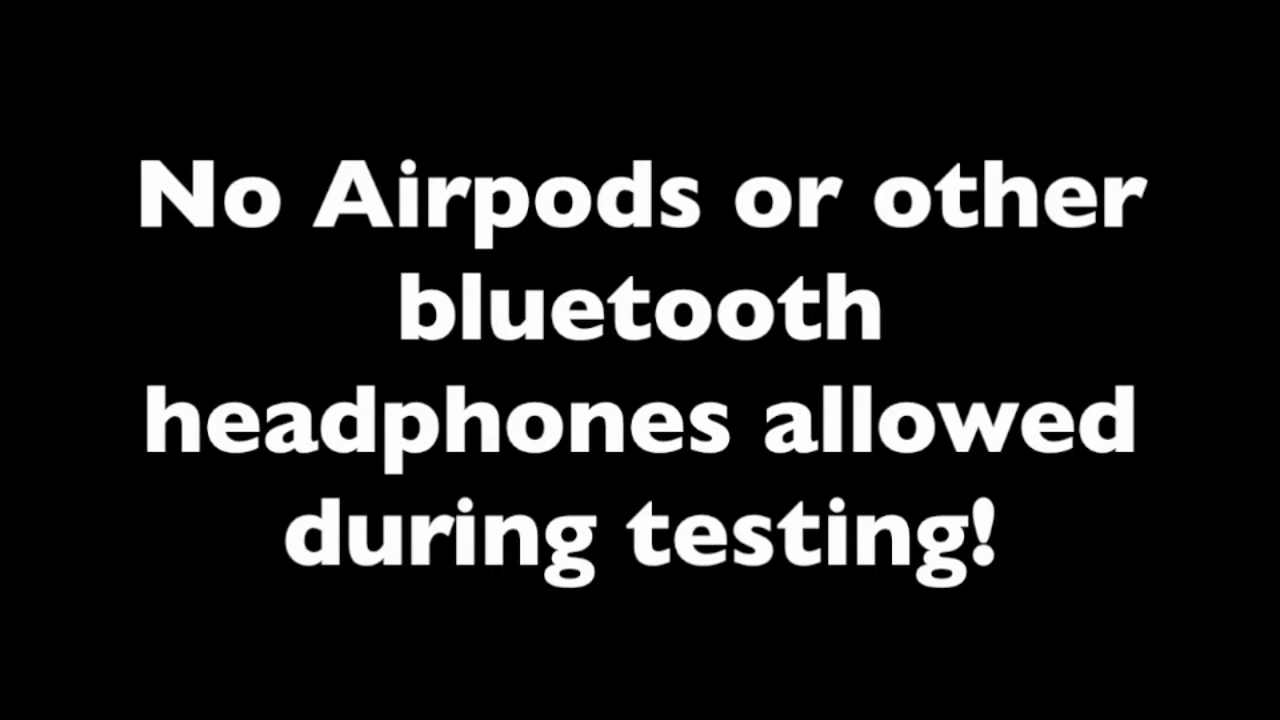 No Airpods or other
bluetooth
headphones allowed
during testing!